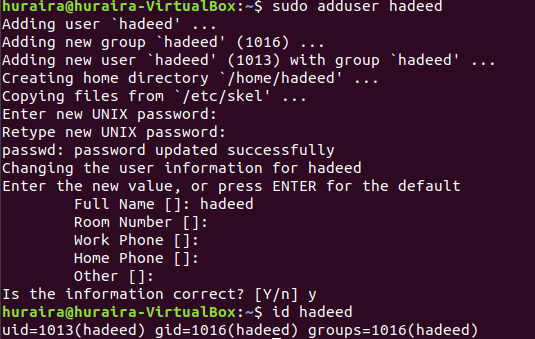 huraira@huraira-VirtualBox:~$ sudo adduser hadeed
Adding user `hadeed' ...
Adding new group `hadeed' (1016) ...
Adding new user `hadeed' (1013) with group `hadeed' ...
Creating home directory `/home/hadeed' ...
Copying files from `/etc/skel' ...
Enter new UNIX password:
Retype new UNIX password:
passwd: password updated successfully
Changing the user information for hadeed
Enter the new value, or press ENTER for the default
        Full Name []: hadeed
        Room Number []:
        Work Phone []:
        Home Phone []:
        Other []:
Is the information correct? [Y/n] y
huraira@huraira-VirtualBox:~$ id hadeed
uid=1013(hadeed) gid=1016(hadeed) groups=1016(hadeed)